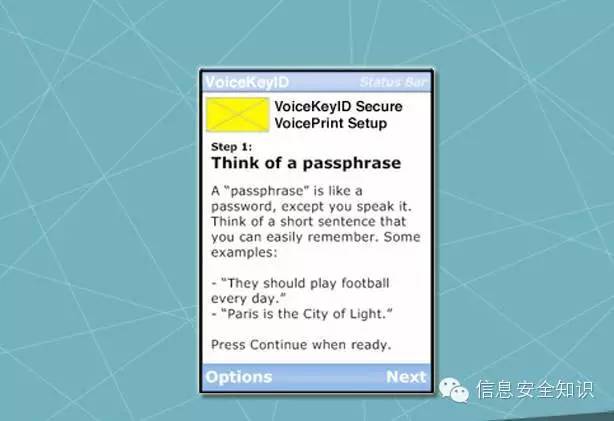 VoiceKeyID Status Bar
VoiceKeyID Secure
VoicePrint Setup
Step 1:
Think of a passphrase
A “passphrase” is like a
password, except you speak it.
Think of a short sentence that
you can easily remember. Some
examples:
- “They should play football
every day.”
- “Paris is the City of Light.”
Press Continue when ready.
Options Next
信息安全知识